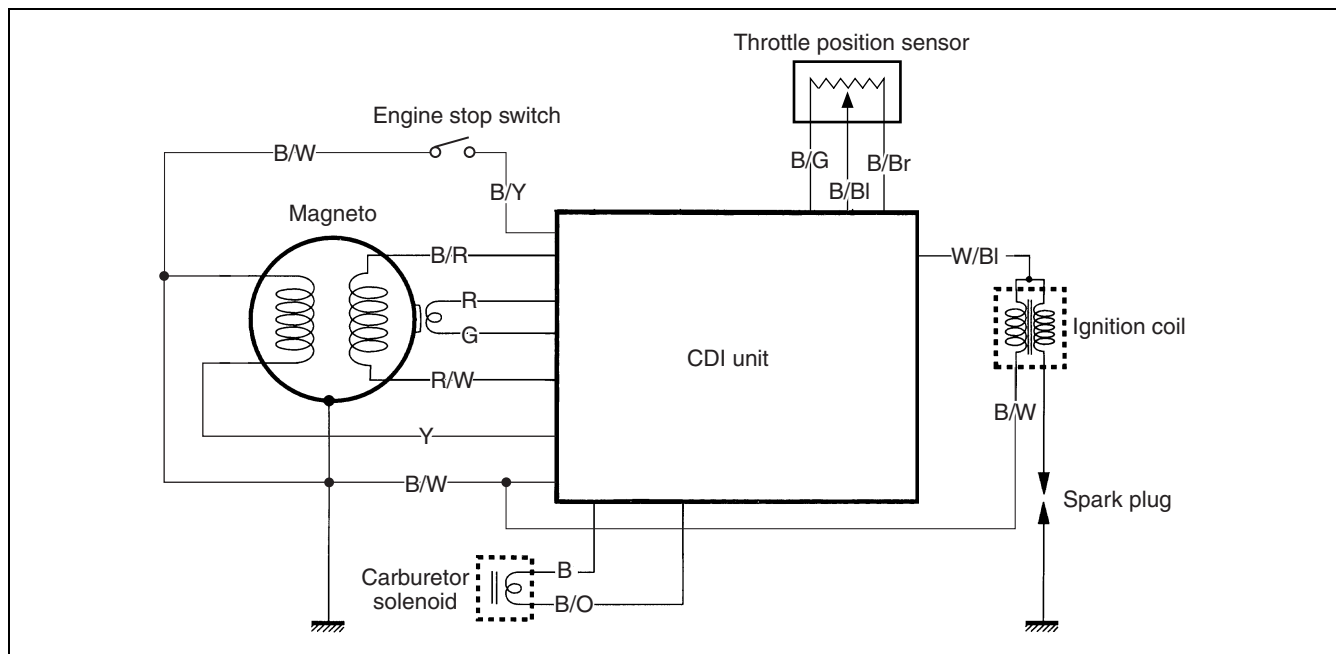 Throttle position sensor
Engine stop switch
B/W
B/G
B/Br
B/Bl
B/Y
Magneto
B/R
W/Bl
R
G
Ignition coil
CDI unit
R/W
B/W
Y
B/W
Spark plug
Carburetor
solenoid
B
B/O